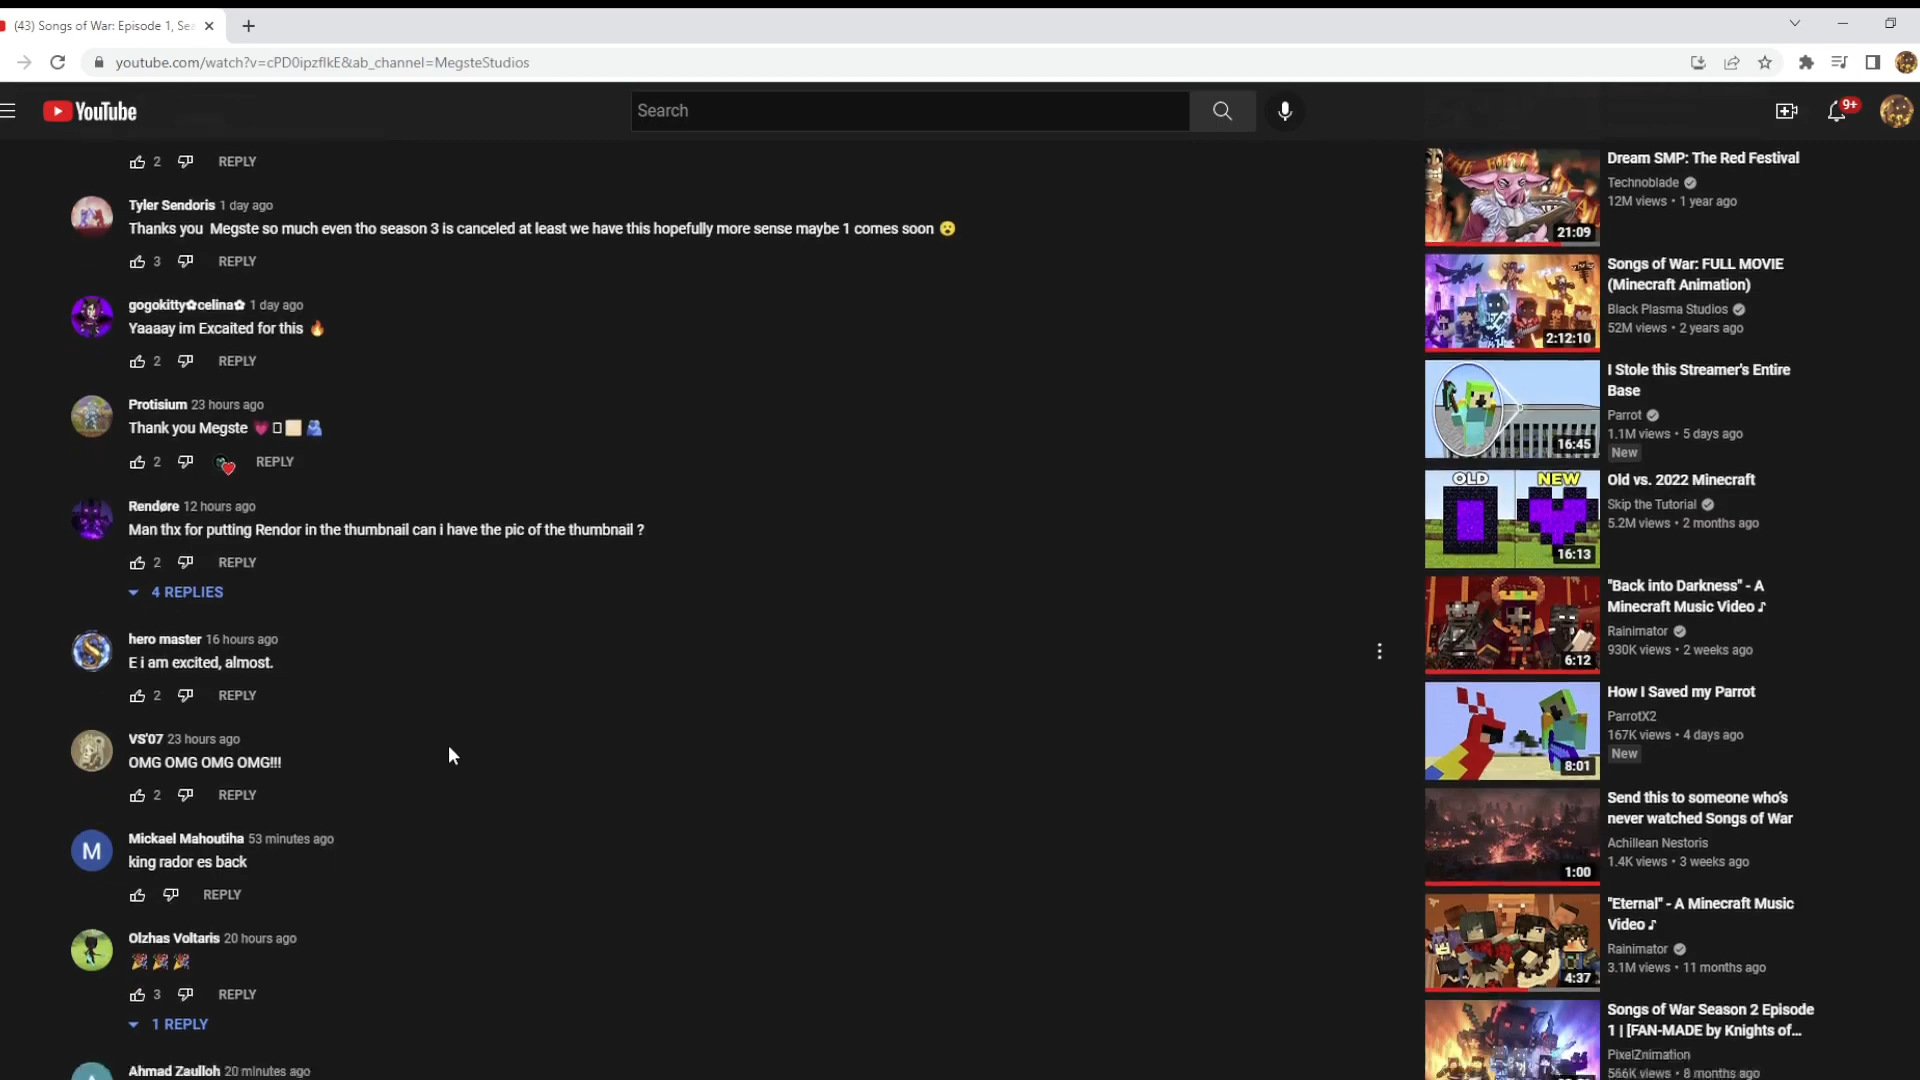 (43) Songs of War: Episode 1, Sea
youtube.com/watch?v=cPD0ipzflkE&ab_channel=MegsteStudios
YouTube
Search
9+
2 REPLY
Tyler Sendoris 1 day ago
Thanks you Megste so much even tho season 3 is canceled at least we have this hopefully more sense maybe 1 comes soon 😮
3 REPLY
gogokitty✿celina✿ 1 day ago
Yaaaay im Excaited for this 🔥
2 REPLY
Protisium 23 hours ago
Thank you Megste 💗▯🏻🫂
2 REPLY
Rendøre 12 hours ago
Man thx for putting Rendor in the thumbnail can i have the pic of the thumbnail ?
2 REPLY
4 REPLIES
hero master 16 hours ago
E i am excited, almost.
2 REPLY
VS'07 23 hours ago
OMG OMG OMG OMG!!!
2 REPLY
M
Mickael Mahoutiha 53 minutes ago
king rador es back
REPLY
Olzhas Voltaris 20 hours ago
🎉🎉🎉
3 REPLY
1 REPLY
Ahmad Zaulloh 20 minutes ago
21:09
Dream SMP: The Red Festival
Technoblade
12M views • 1 year ago
2:12:10
Songs of War: FULL MOVIE
(Minecraft Animation)
Black Plasma Studios
52M views • 2 years ago
16:45
I Stole this Streamer's Entire
Base
Parrot
1.1M views • 5 days ago
New
OLD NEW
16:13
Old vs. 2022 Minecraft
Skip the Tutorial
5.2M views • 2 months ago
6:12
"Back into Darkness" - A
Minecraft Music Video ♪
Rainimator
930K views • 2 weeks ago
8:01
How I Saved my Parrot
ParrotX2
167K views • 4 days ago
New
1:00
Send this to someone who's
never watched Songs of War
Achillean Nestoris
1.4K views • 3 weeks ago
4:37
"Eternal" - A Minecraft Music
Video ♪
Rainimator
3.1M views • 11 months ago
Songs of War Season 2 Episode
1 | [FAN-MADE by Knights of...
PixelZnimation
566K views • 8 months ago